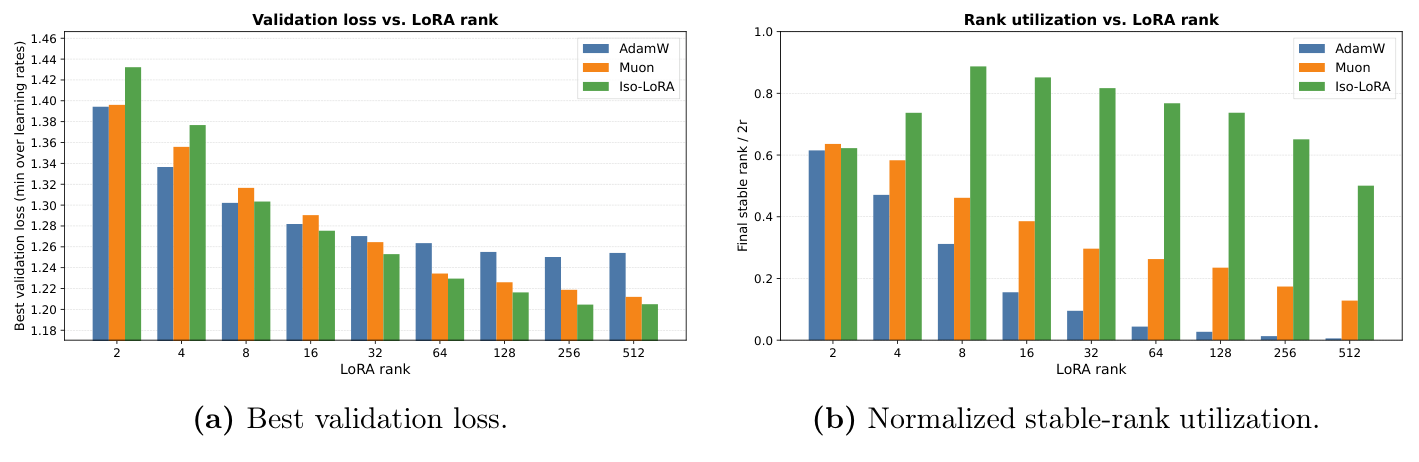 Validation loss vs. LoRA rank
Best validation loss (min over learning rates)
1.46
1.44
1.42
1.40
1.38
1.36
1.34
1.32
1.30
1.28
1.26
1.24
1.22
1.20
1.18
AdamW
Muon
Iso-LoRA
2 4 8 16 32 64 128 256 512
LoRA rank
(a) Best validation loss.
Rank utilization vs. LoRA rank
Final stable rank / 2r
1.0
0.8
0.6
0.4
0.2
0.0
AdamW
Muon
Iso-LoRA
2 4 8 16 32 64 128 256 512
LoRA rank
(b) Normalized stable-rank utilization.